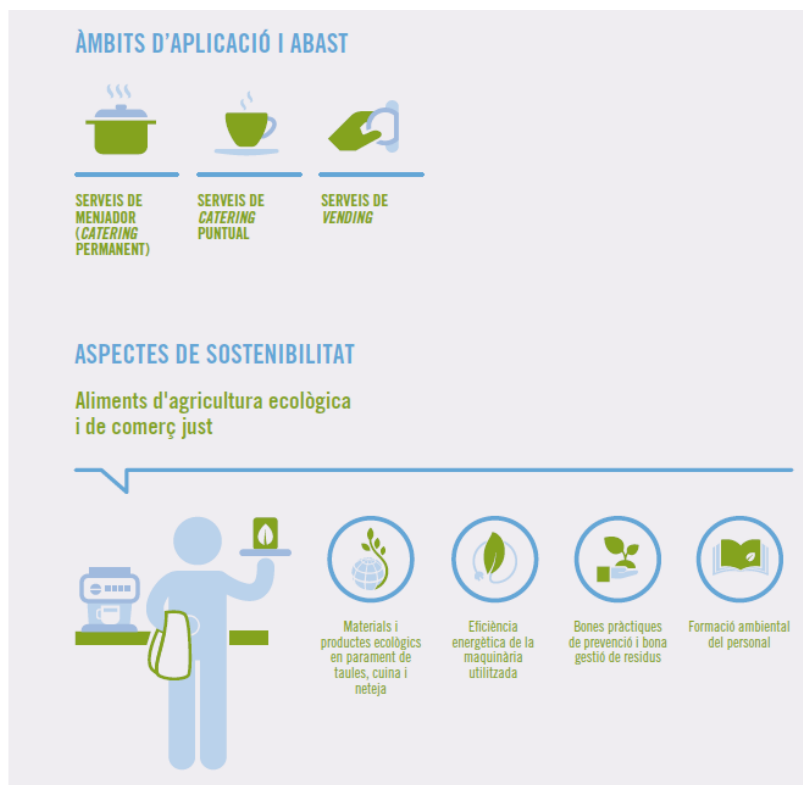 ÀMBITS D'APLICACIÓ I ABAST
SERVEIS DE
MENJADOR
(CATERING
PERMANENT)
SERVEIS DE
CATERING
PUNTUAL
SERVEIS DE
VENDING
ASPECTES DE SOSTENIBILITAT
Aliments d'agricultura ecològica
i de comerç just
Materials i
productes ecològics
en parament de
taules, cuina i
neteja
Eficiència
energètica de la
maquinària
utilitzada
Bones pràctiques
de prevenció i bona
gestió de residus
Formació ambiental
del personal